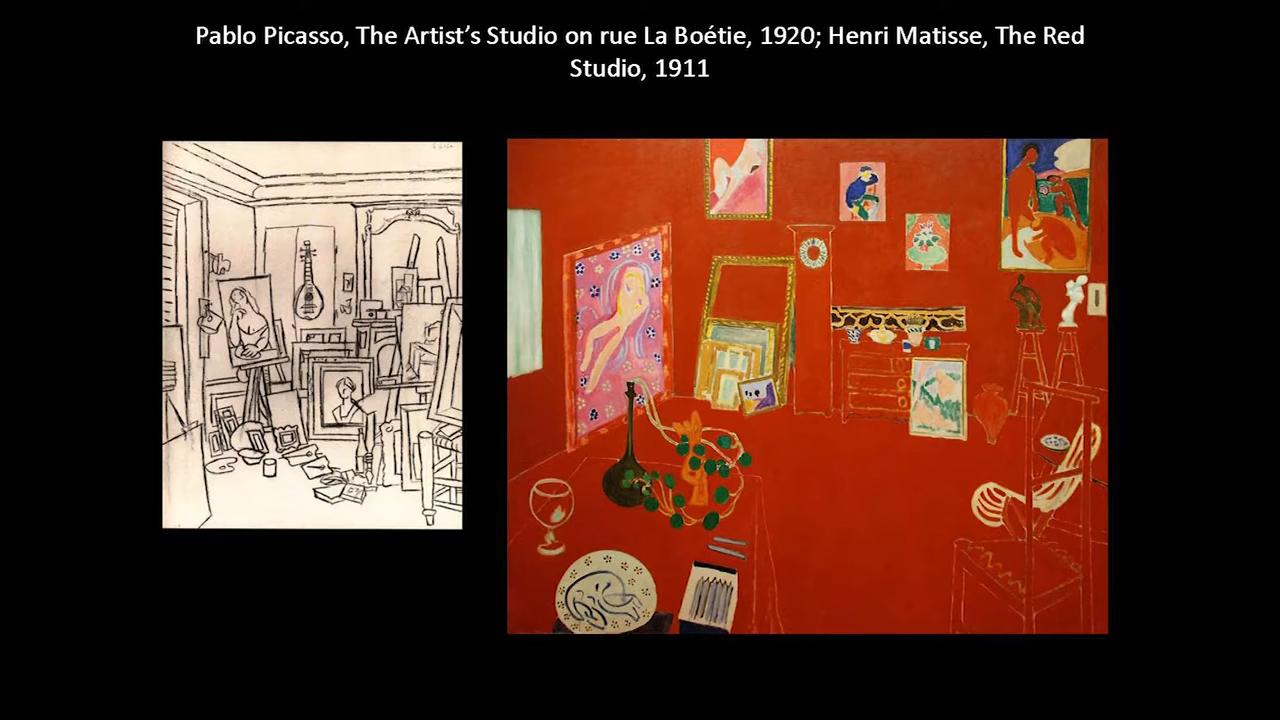 Pablo Picasso, The Artist’s Studio on rue La Boétie, 1920; Henri Matisse, The Red
Studio, 1911